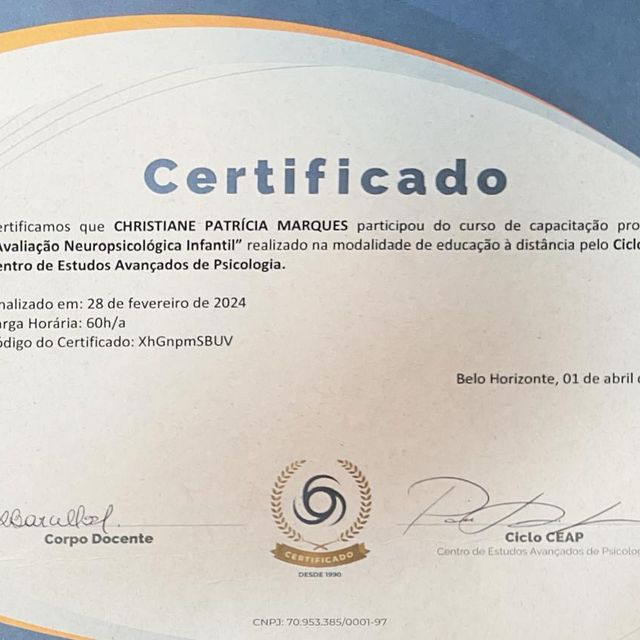 Certificado
ertificamos que CHRISTIANE PATRÍCIA MARQUES participou do curso de capacitação pro
Avaliação Neuropsicológica Infantil" realizado na modalidade de educação à distância pelo Ciclo
entro de Estudos Avançados de Psicologia.
nalizado em: 28 de fevereiro de 2024
arga Horária: 60h/a
ódigo do Certificado: XhGnpmSBUV
Belo Horizonte, 01 de abril d
Corpo Docente
Ciclo CEAP
Centro de Estudos Avançados de Psicolog
CERTIFICADO
DESDE 1990
CNPJ: 70.953.385/0001-97